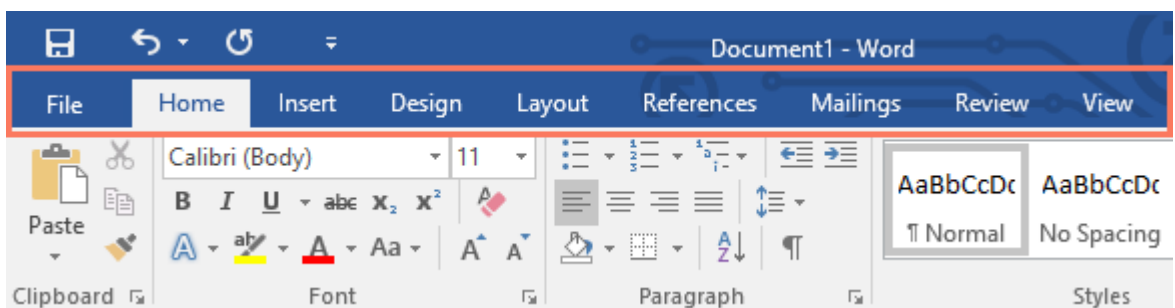 Document1 - Word
File Home Insert Design Layout References Mailings Review View
Calibri (Body) 11
Paste
B I U abc X₂ X² 
A aby A Aa A A A Z ¶
AaBbCcDc AaBbCcDc
¶ Normal No Spacing
Clipboard Font Paragraph Styles